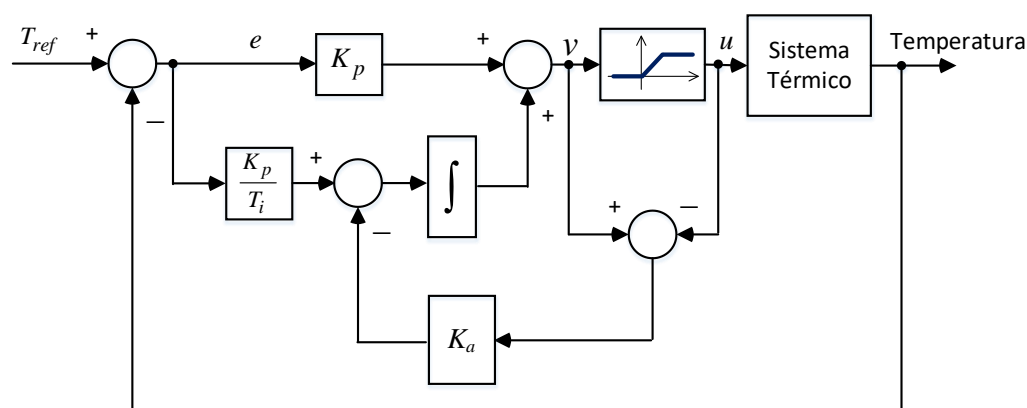 T_ref + e K_p + v u Sistema Térmico Temperatura
− +
K_p / T_i + ∫ + −
−
K_a